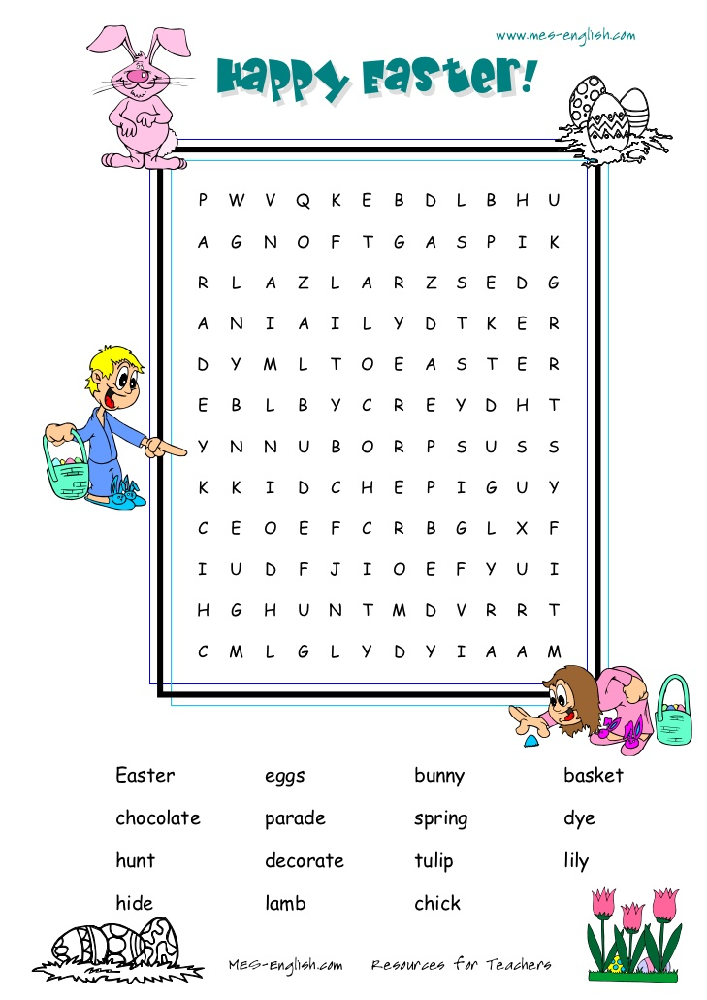 www.mes-english.com
Happy Easter!
P W V Q K E B D L B H U
A G N O F T G A S P I K
R L A Z L A R Z S E D G
A N I A I L Y D T K E R
D Y M L T O E A S T E R
E B L B Y C R E Y D H T
Y N N U B O R P S U S S
K K I D C H E P I G U Y
C E O E F C R B G L X F
I U D F J I O E F Y U I
H G H U N T M D V R R T
C M L G L Y D Y I A A M
Easter eggs bunny basket
chocolate parade spring dye
hunt decorate tulip lily
hide lamb chick
MES-English.com Resources for Teachers